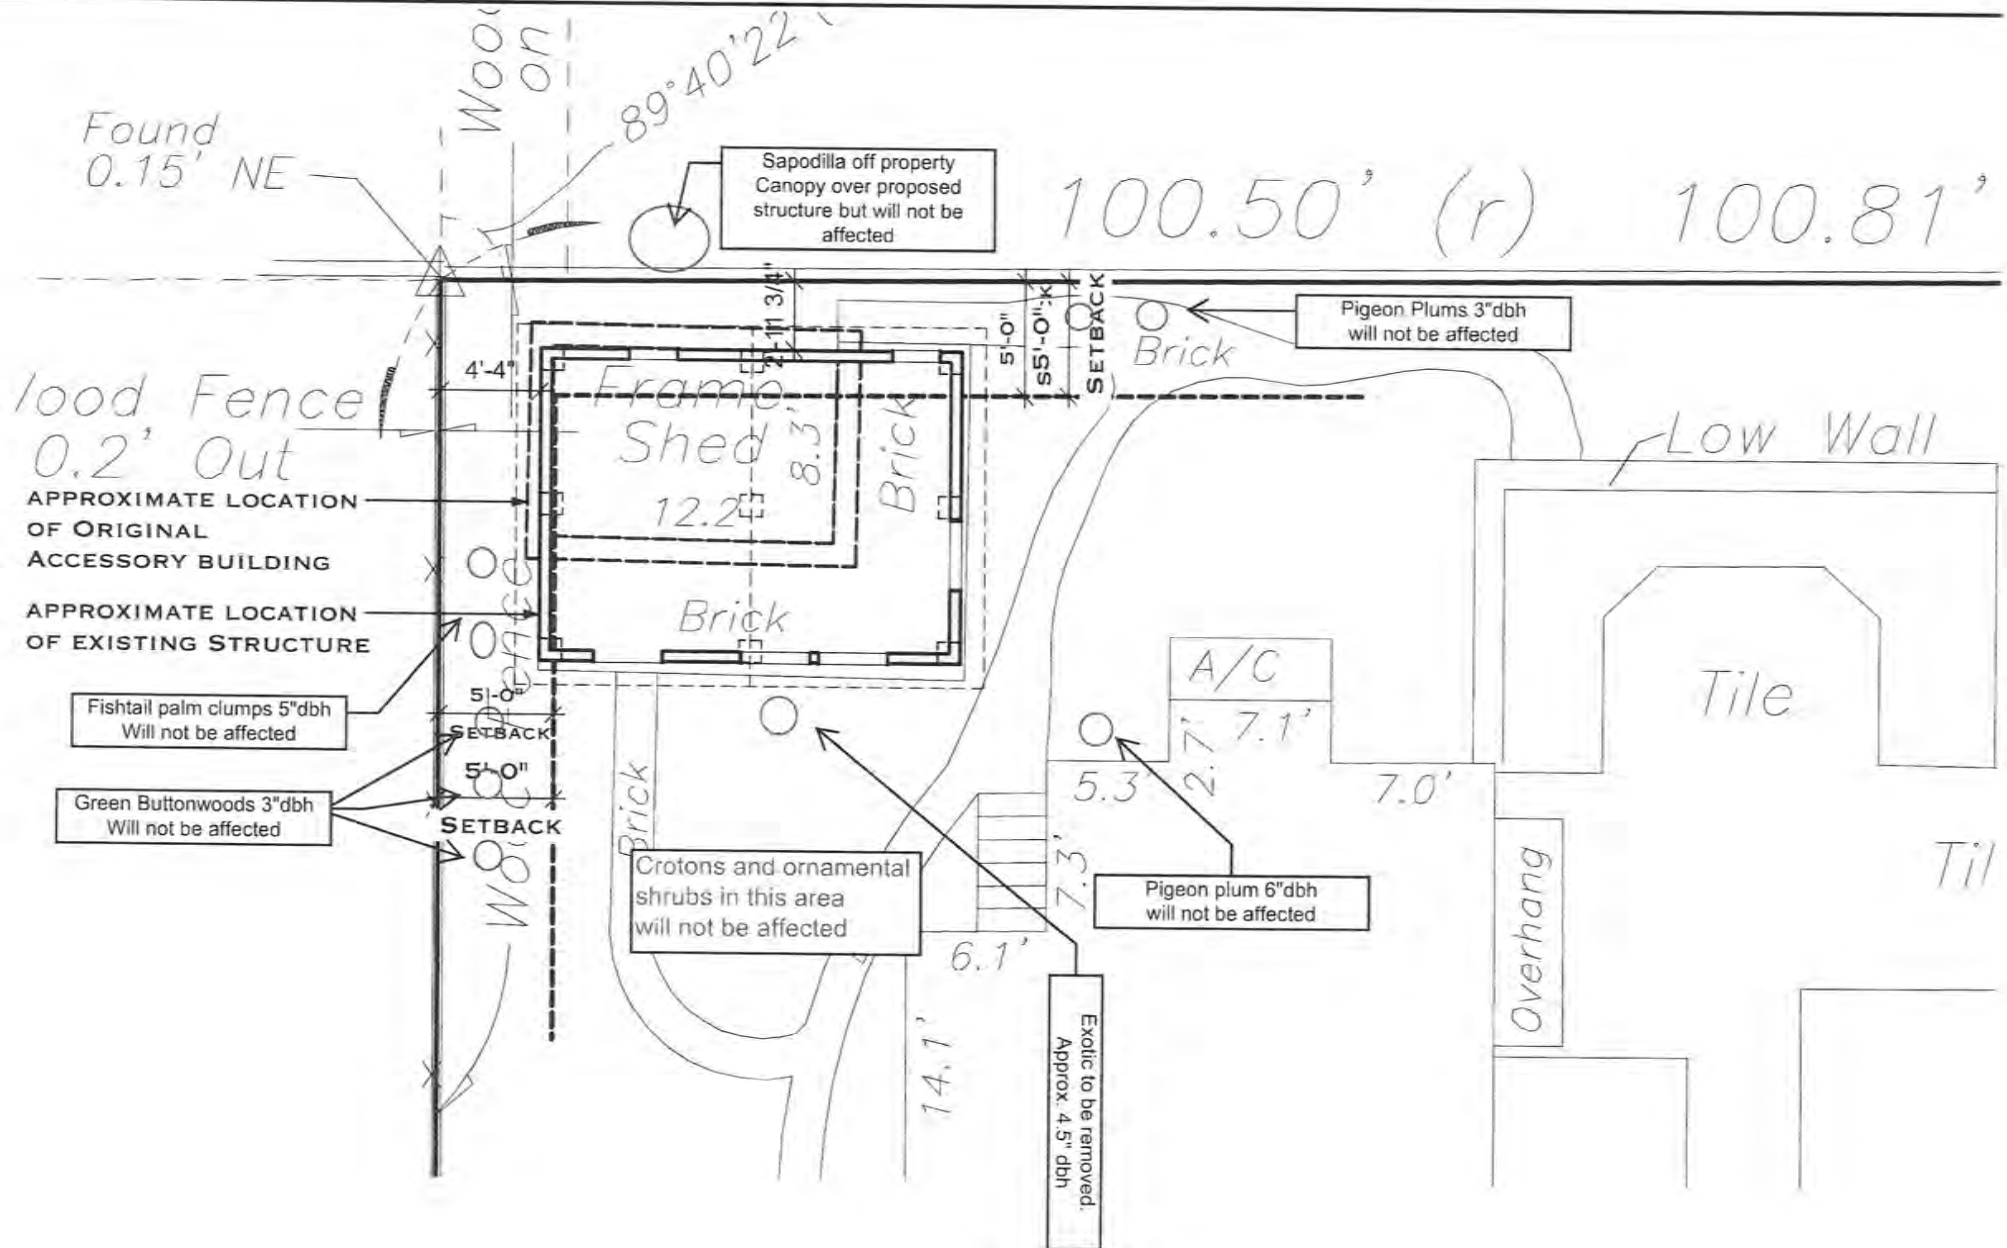 Found
0.15' NE
on
89°40'22
Sapodilla off property
Canopy over proposed
structure but will not be
affected
100.50' (r)
100.81'
2'-11 3/4"
5'-0"
SETBACK
Pigeon Plums 3"dbh
will not be affected
Brick
4'-4"
Frame
Shed
8.3'
12.2
Brick
Brick
Fence
0.2' Out
Low Wall
APPROXIMATE LOCATION
OF ORIGINAL
ACCESSORY BUILDING
APPROXIMATE LOCATION
OF EXISTING STRUCTURE
Fishtail palm clumps 5"dbh
Will not be affected
5'-0"
SETBACK
5'-0"
SETBACK
Green Buttonwoods 3"dbh
Will not be affected
Brick
Crotons and ornamental
shrubs in this area
will not be affected
A/C
7.1'
2.7'
5.3'
7.0'
7.3'
6.1'
14.1'
Pigeon plum 6"dbh
will not be affected
Exotic to be removed.
Approx. 4.5" dbh
Tile
Overhang